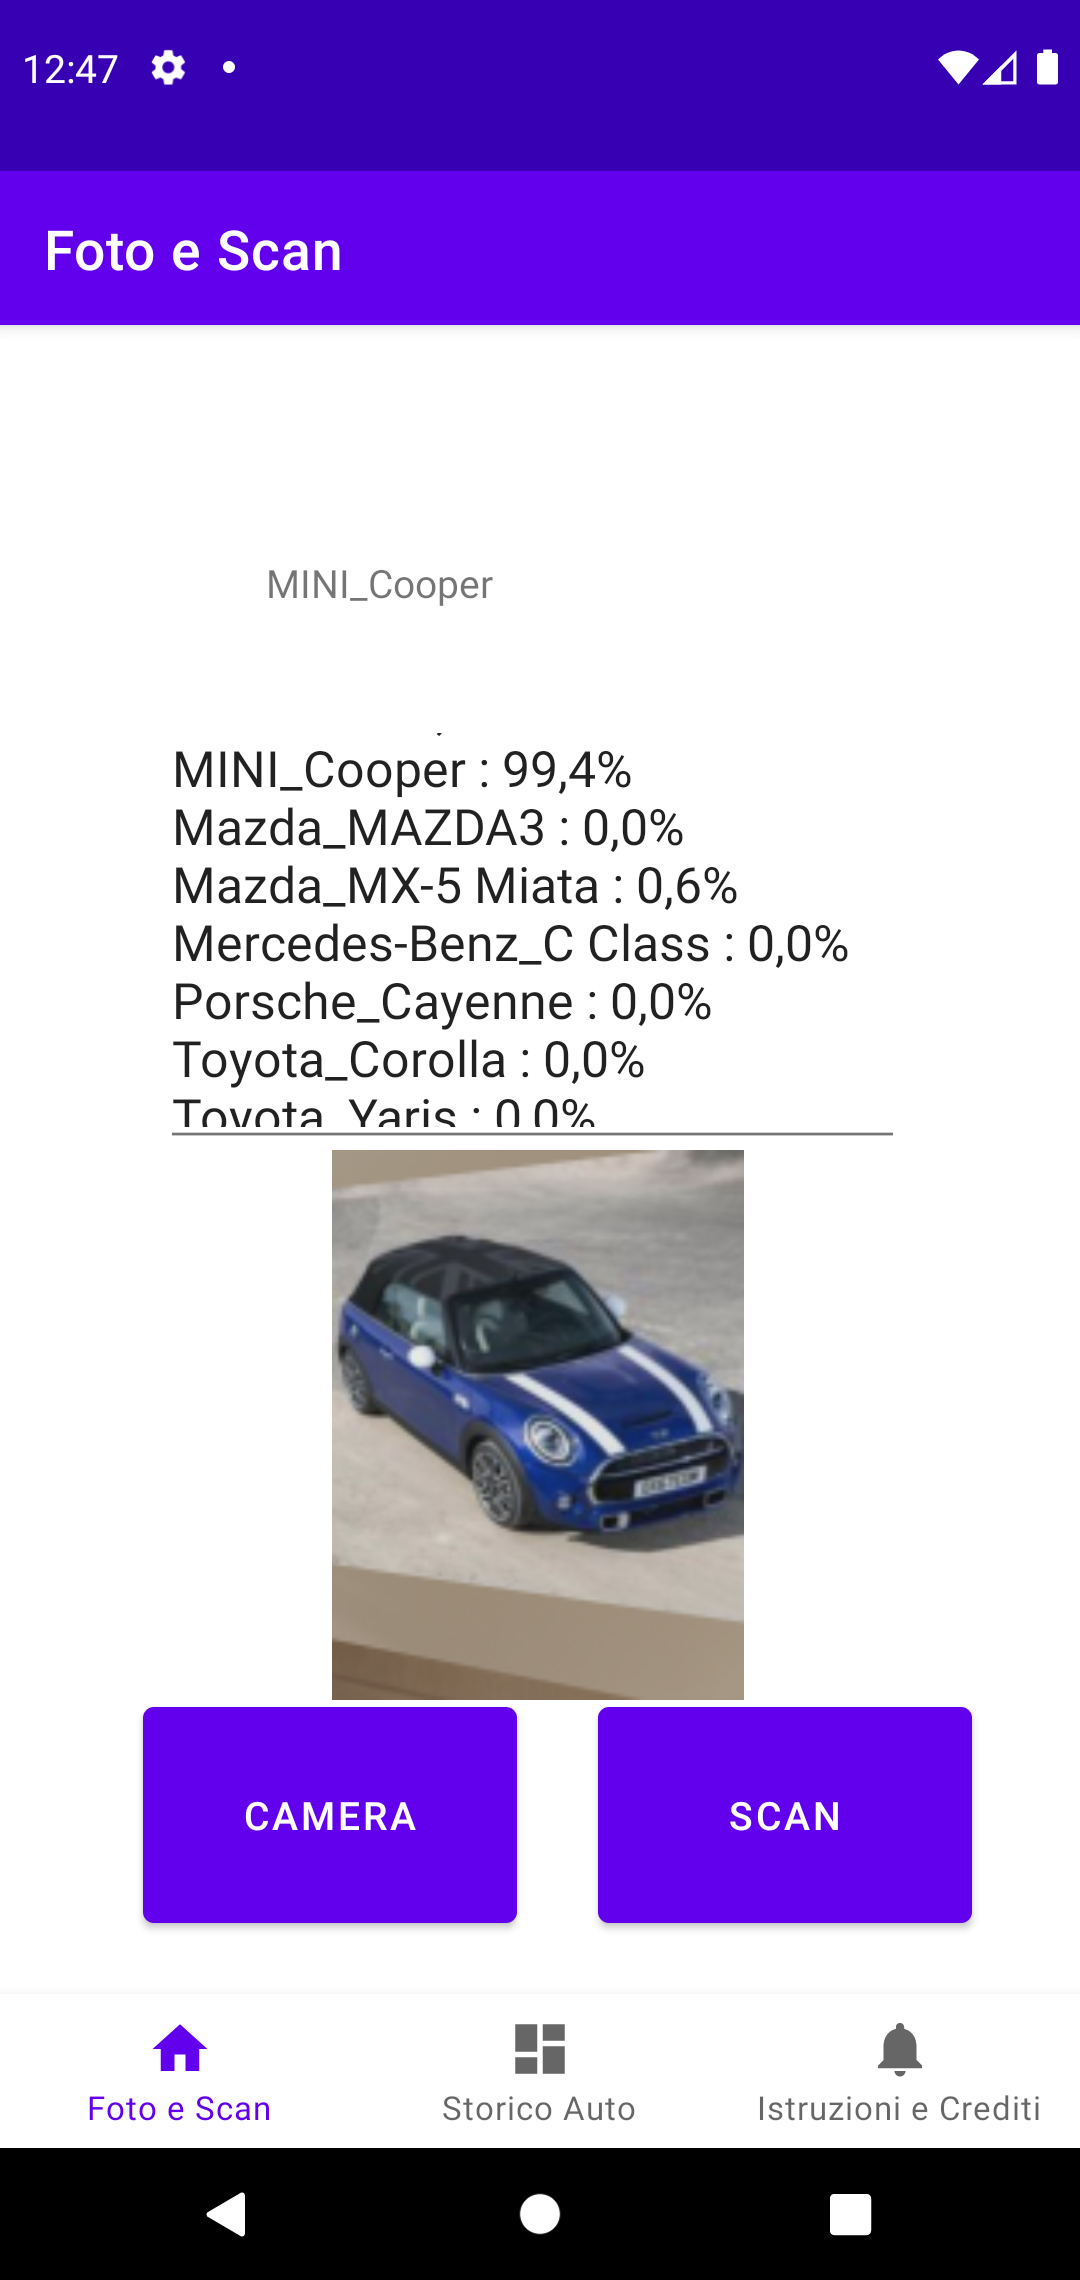 12:47
Foto e Scan
MINI_Cooper
MINI_Cooper : 99,4%
Mazda_MAZDA3 : 0,0%
Mazda_MX-5 Miata : 0,6%
Mercedes-Benz_C Class : 0,0%
Porsche_Cayenne : 0,0%
Toyota_Corolla : 0,0%
Toyota_Yaris : 0,0%
CAMERA
SCAN
Foto e Scan
Storico Auto
Istruzioni e Crediti